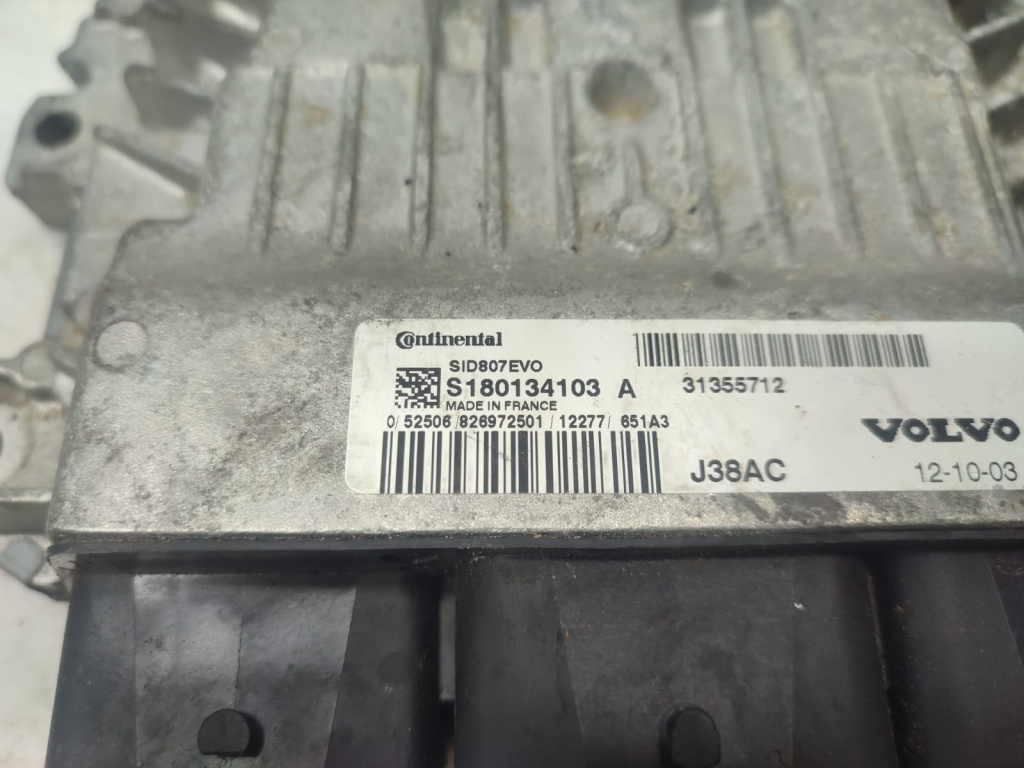 Continental
SID807EVO
S180134103 A
MADE IN FRANCE
0/ 52506 /826972501 /12277/ 651A3
31355712
VOLVO
J38AC 12-10-03